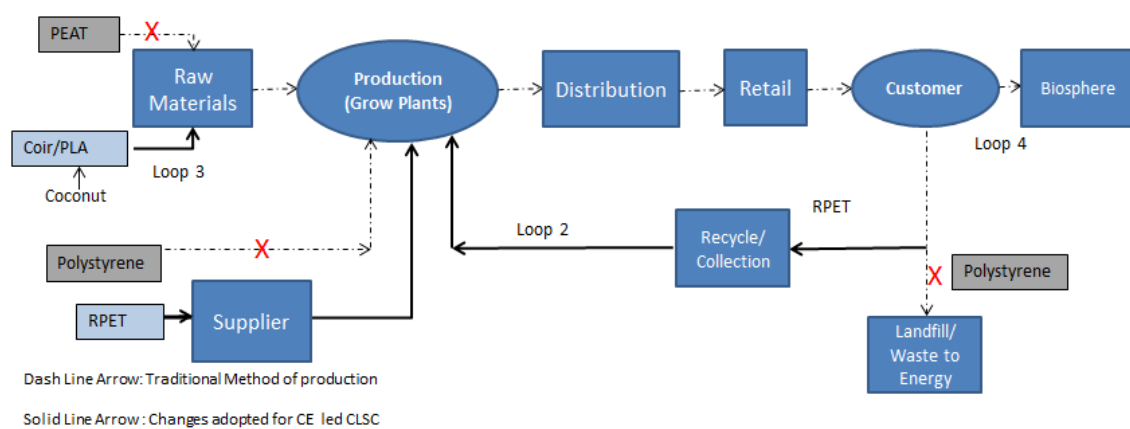 PEAT
X
Raw
Materials
Production
(Grow Plants)
Distribution
Retail
Customer
Biosphere
Coir/PLA
Loop 3
Loop 4
Coconut
RPET
Loop 2
Recycle/
Collection
Polystyrene
X
X
Polystyrene
RPET
Supplier
Landfill/
Waste to
Energy
Dash Line Arrow: Traditional Method of production
Solid Line Arrow : Changes adopted for CE led CLSC